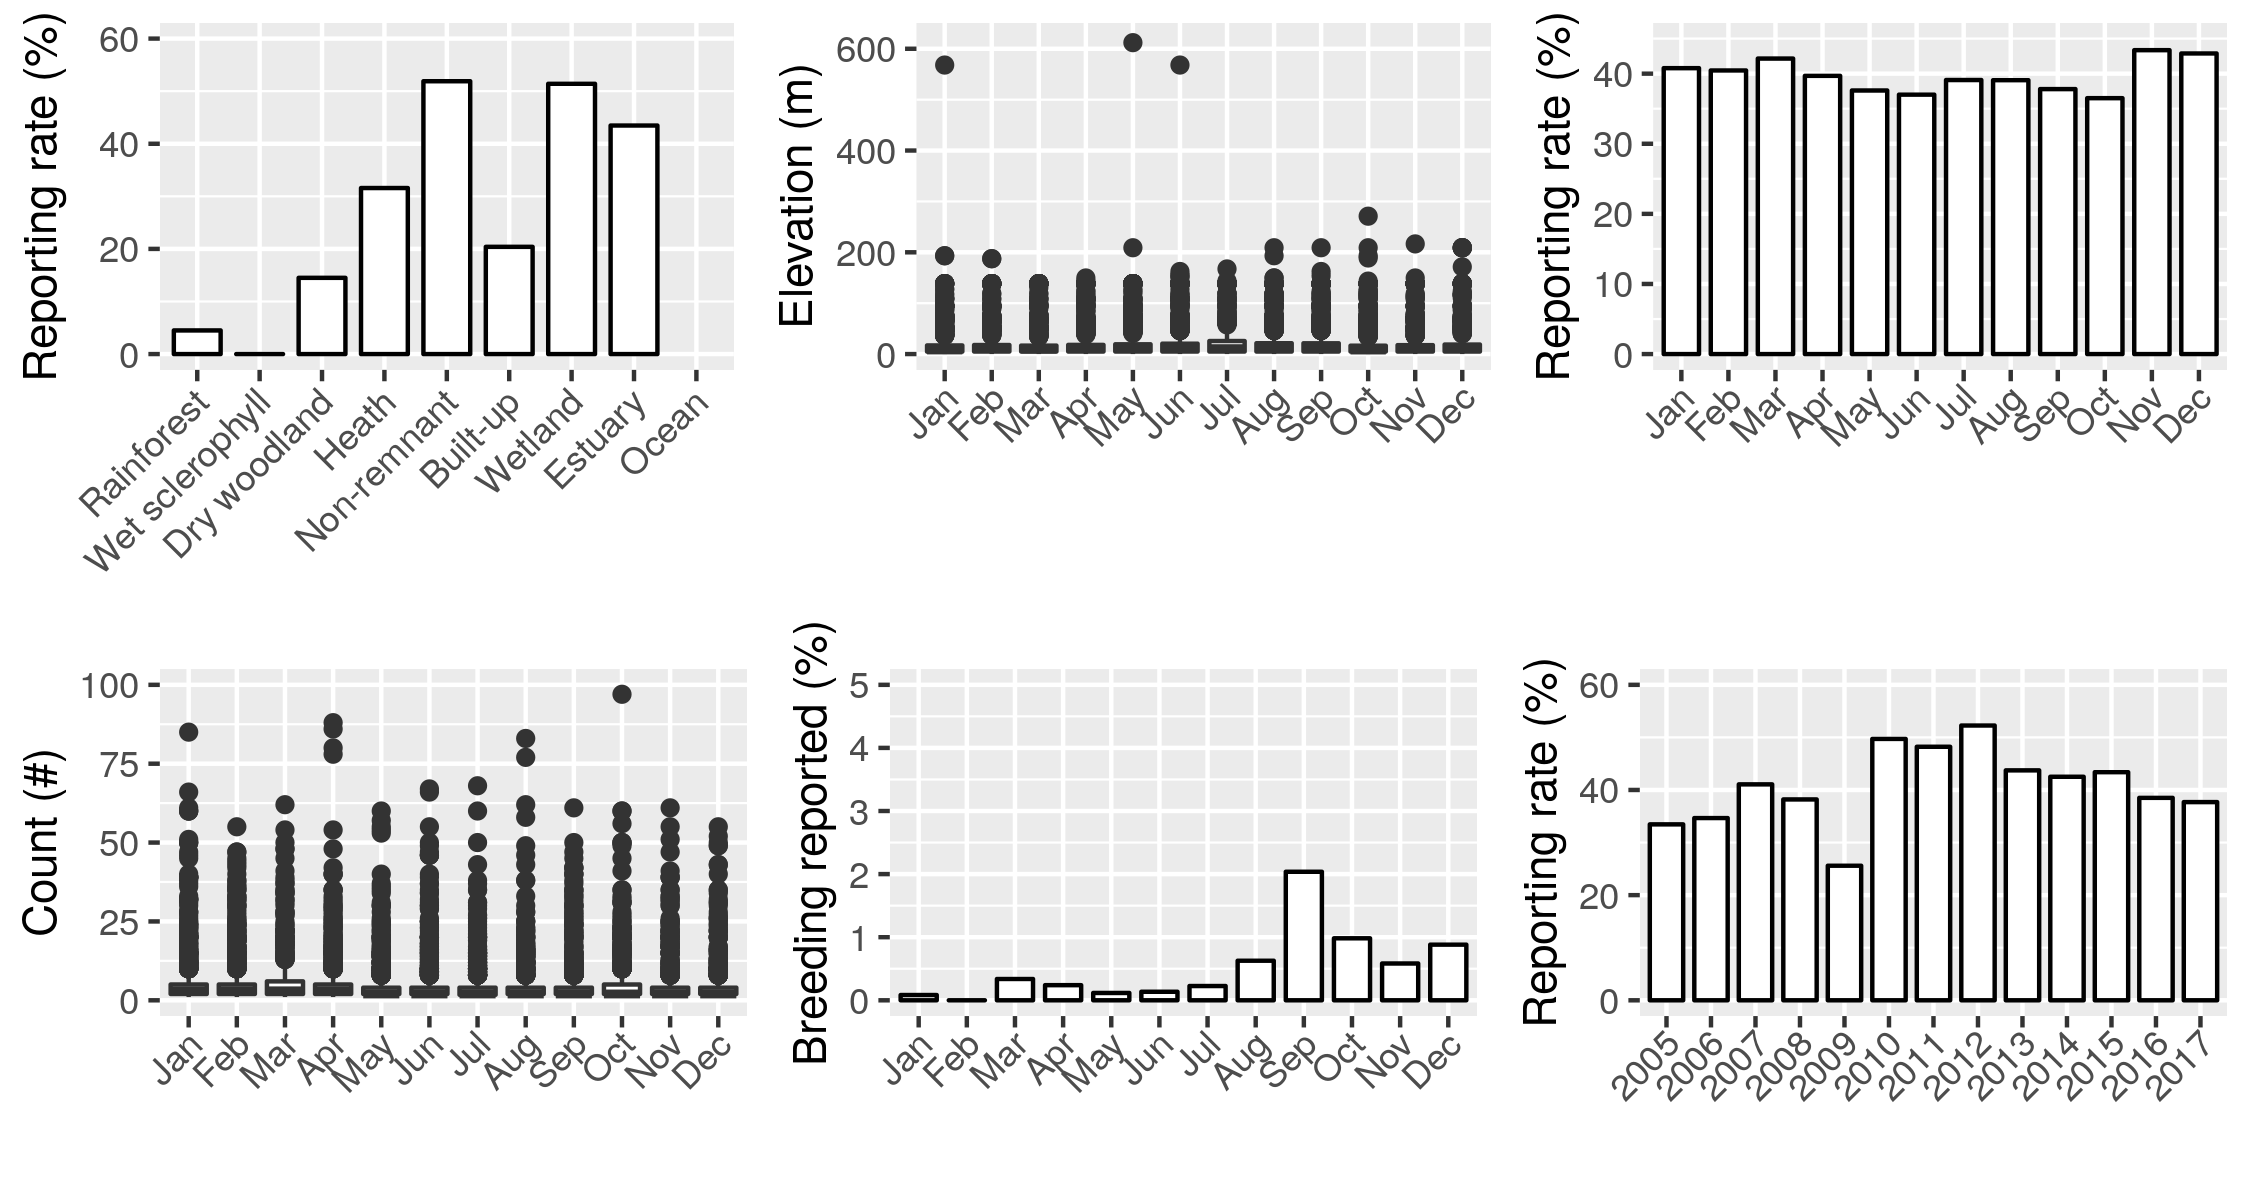 Reporting rate (%)
60
40
20
0
Rainforest
Wet sclerophyll
Dry woodland
Heath
Non-remnant
Built-up
Wetland
Estuary
Ocean
Elevation (m)
600
400
200
0
Jan
Feb
Mar
Apr
May
Jun
Jul
Aug
Sep
Oct
Nov
Dec
Reporting rate (%)
40
30
20
10
0
Jan
Feb
Mar
Apr
May
Jun
Jul
Aug
Sep
Oct
Nov
Dec
Count (#)
100
75
50
25
0
Jan
Feb
Mar
Apr
May
Jun
Jul
Aug
Sep
Oct
Nov
Dec
Breeding reported (%)
5
4
3
2
1
0
Jan
Feb
Mar
Apr
May
Jun
Jul
Aug
Sep
Oct
Nov
Dec
Reporting rate (%)
60
40
20
0
2005
2006
2007
2008
2009
2010
2011
2012
2013
2014
2015
2016
2017